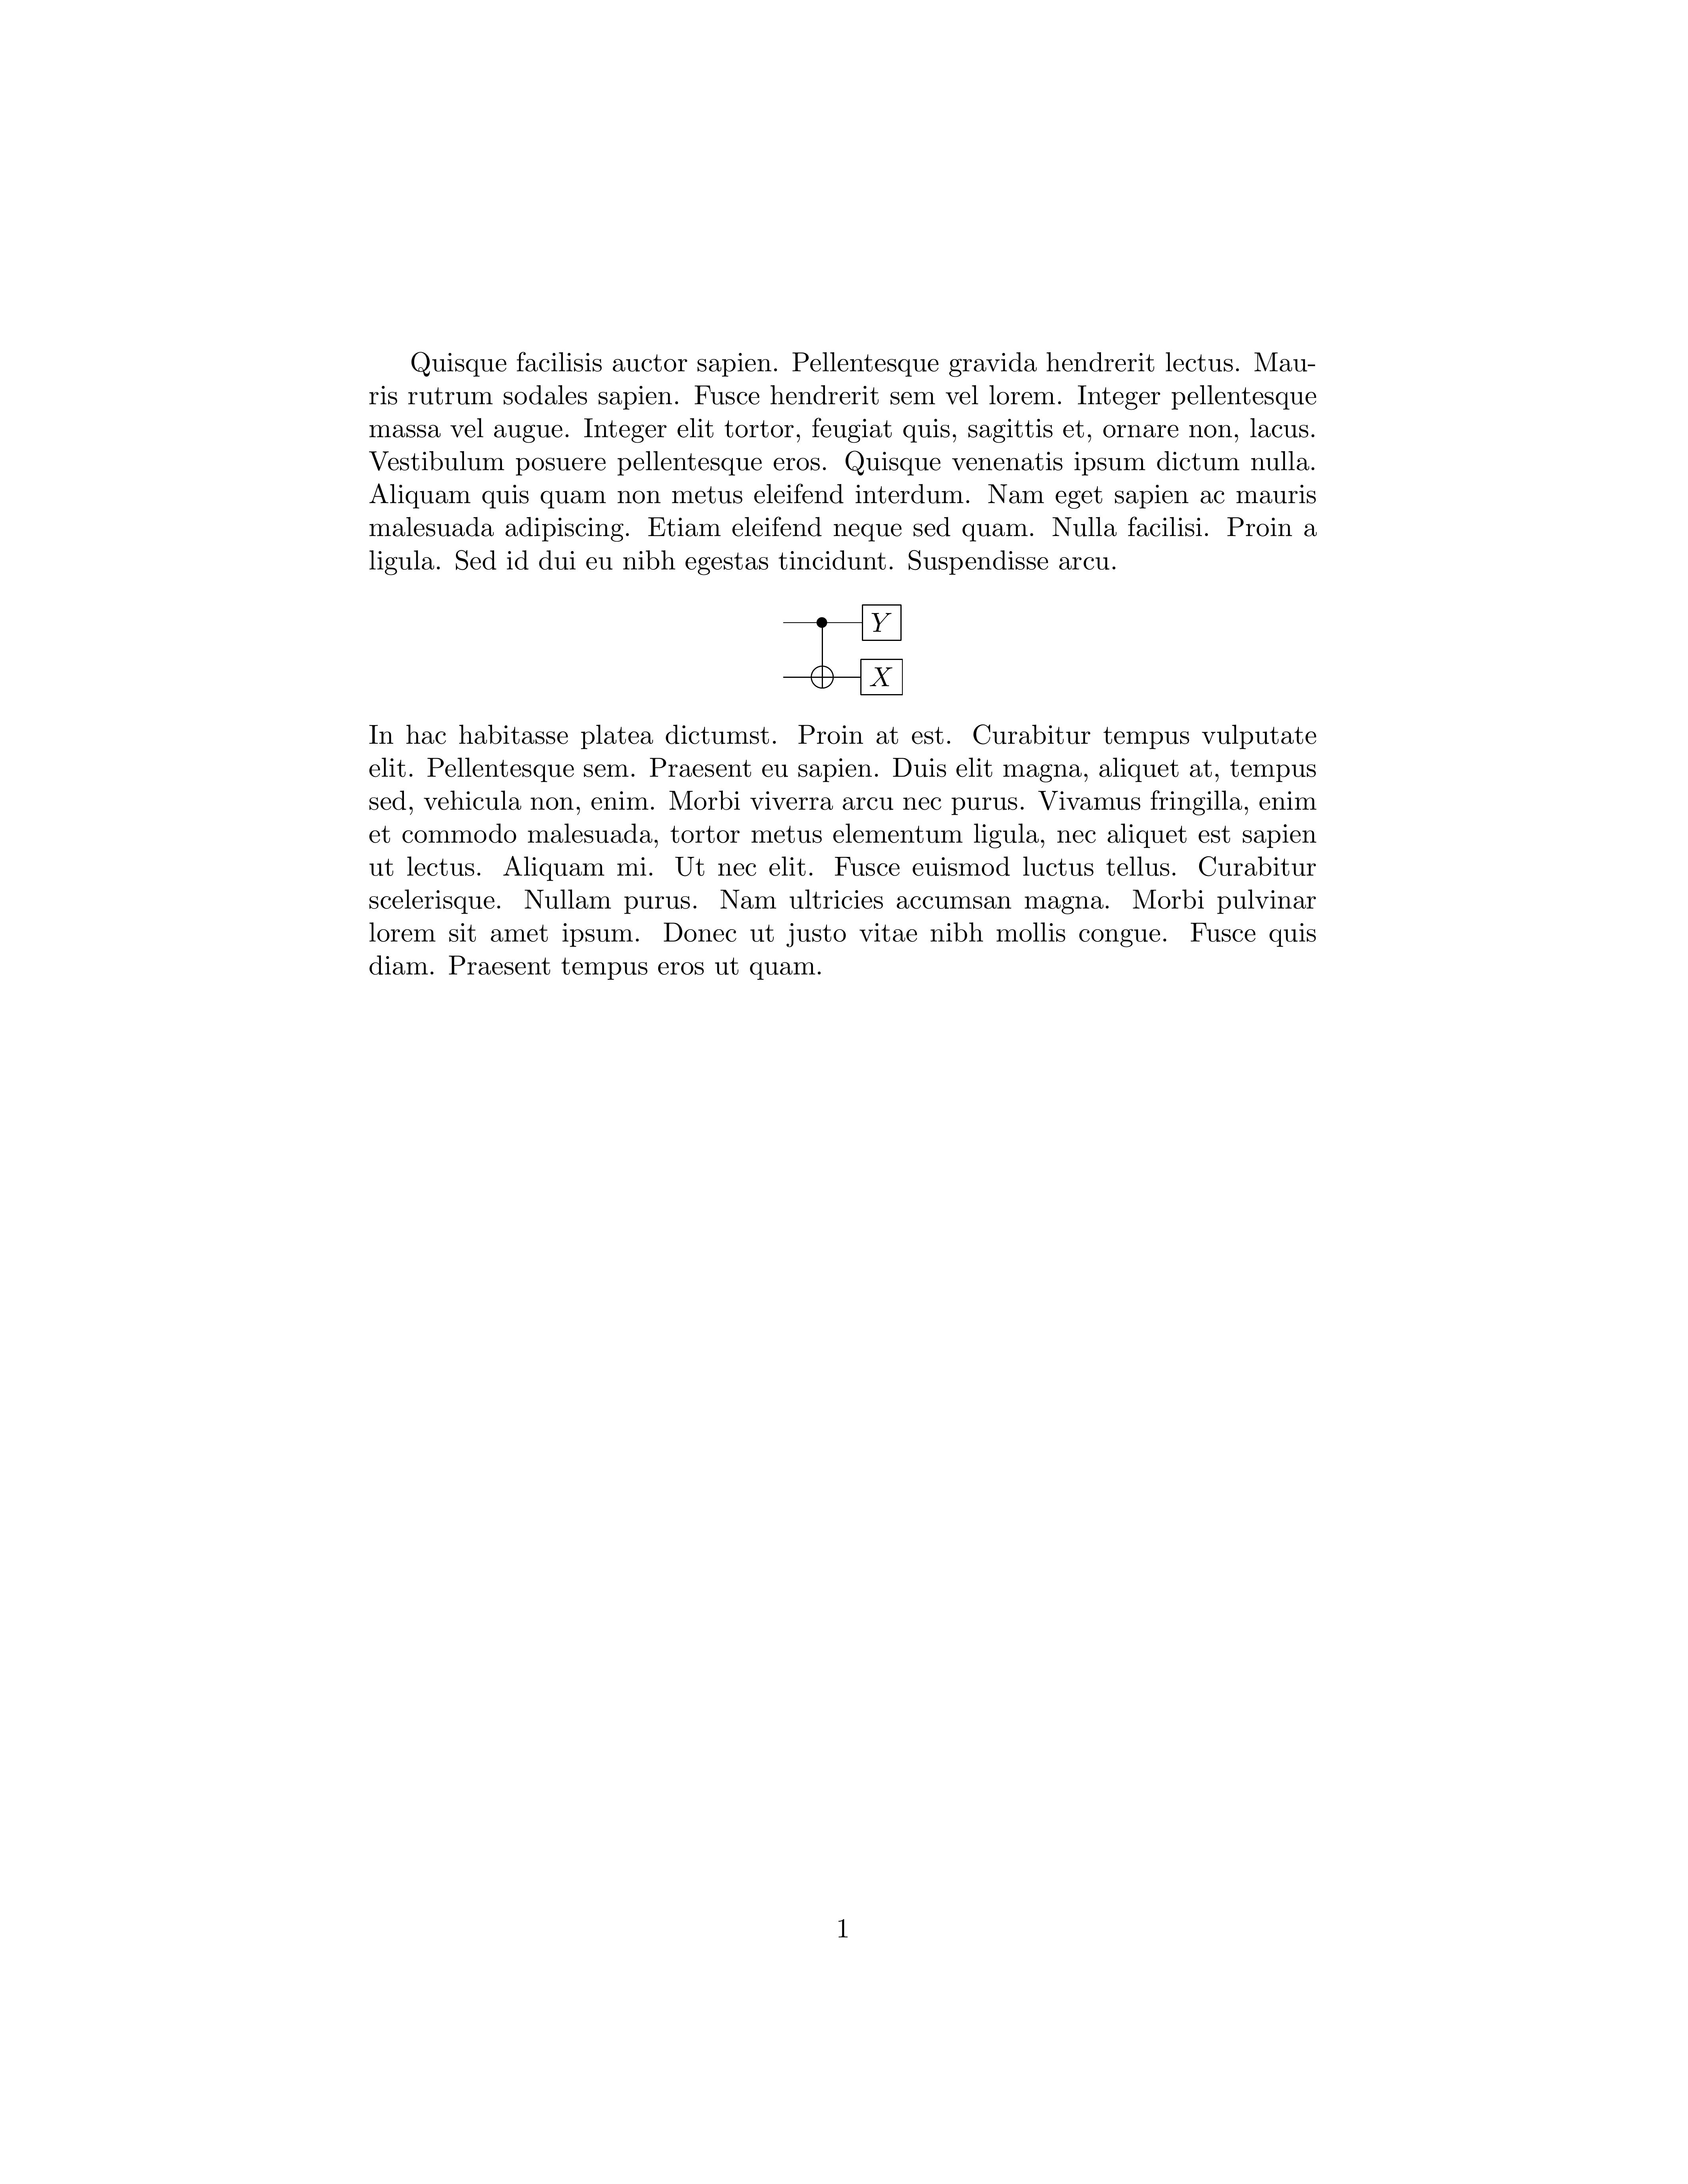 Quisque facilisis auctor sapien. Pellentesque gravida hendrerit lectus. Mau-
ris rutrum sodales sapien. Fusce hendrerit sem vel lorem. Integer pellentesque
massa vel augue. Integer elit tortor, feugiat quis, sagittis et, ornare non, lacus.
Vestibulum posuere pellentesque eros. Quisque venenatis ipsum dictum nulla.
Aliquam quis quam non metus eleifend interdum. Nam eget sapien ac mauris
malesuada adipiscing. Etiam eleifend neque sed quam. Nulla facilisi. Proin a
ligula. Sed id dui eu nibh egestas tincidunt. Suspendisse arcu.
Y
X
In hac habitasse platea dictumst. Proin at est. Curabitur tempus vulputate
elit. Pellentesque sem. Praesent eu sapien. Duis elit magna, aliquet at, tempus
sed, vehicula non, enim. Morbi viverra arcu nec purus. Vivamus fringilla, enim
et commodo malesuada, tortor metus elementum ligula, nec aliquet est sapien
ut lectus. Aliquam mi. Ut nec elit. Fusce euismod luctus tellus. Curabitur
scelerisque. Nullam purus. Nam ultricies accumsan magna. Morbi pulvinar
lorem sit amet ipsum. Donec ut justo vitae nibh mollis congue. Fusce quis
diam. Praesent tempus eros ut quam.
1